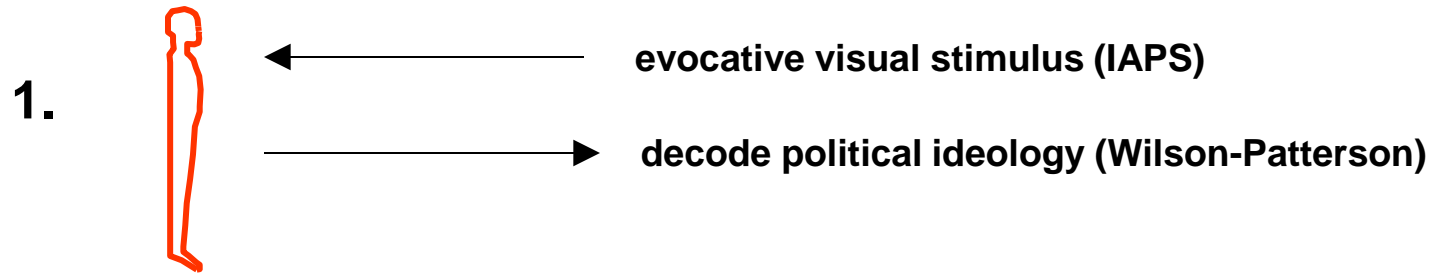 evocative visual stimulus (IAPS)
1.
decode political ideology (Wilson-Patterson)